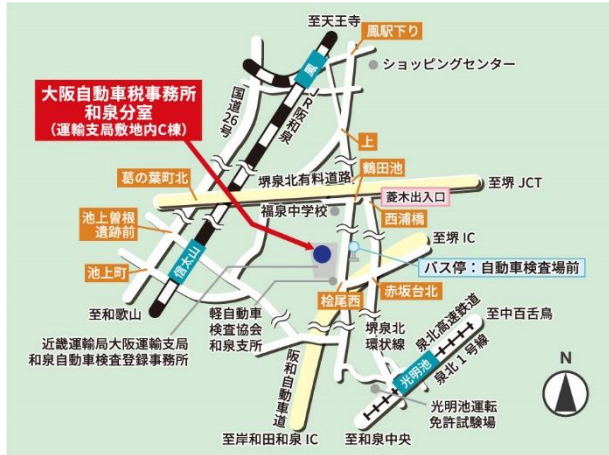 至天王寺
鳳駅下り
ショッピングセンター
鳳
JR阪和泉
国道26号
大阪自動車税事務所
和泉分室
(運輸支局敷地内C棟)
上
鶴田池
葛の葉町北
堺泉北有料道路
至堺 JCT
菱木出入口
福泉中学校
西浦橋
池上曽根
遺跡前
至堺 IC
バス停:自動車検査場前
池上町
信太山
桧尾西
赤坂台北
至和歌山
軽自動車
検査協会
和泉支所
堺泉北
環状線
泉北高速鉄道
至中百舌鳥
近畿運輸局大阪運輸支局
和泉自動車検査登録事務所
阪和自動車道
光明池
泉北1号線
N
光明池運転
免許試験場
至岸和田和泉 IC
至和泉中央